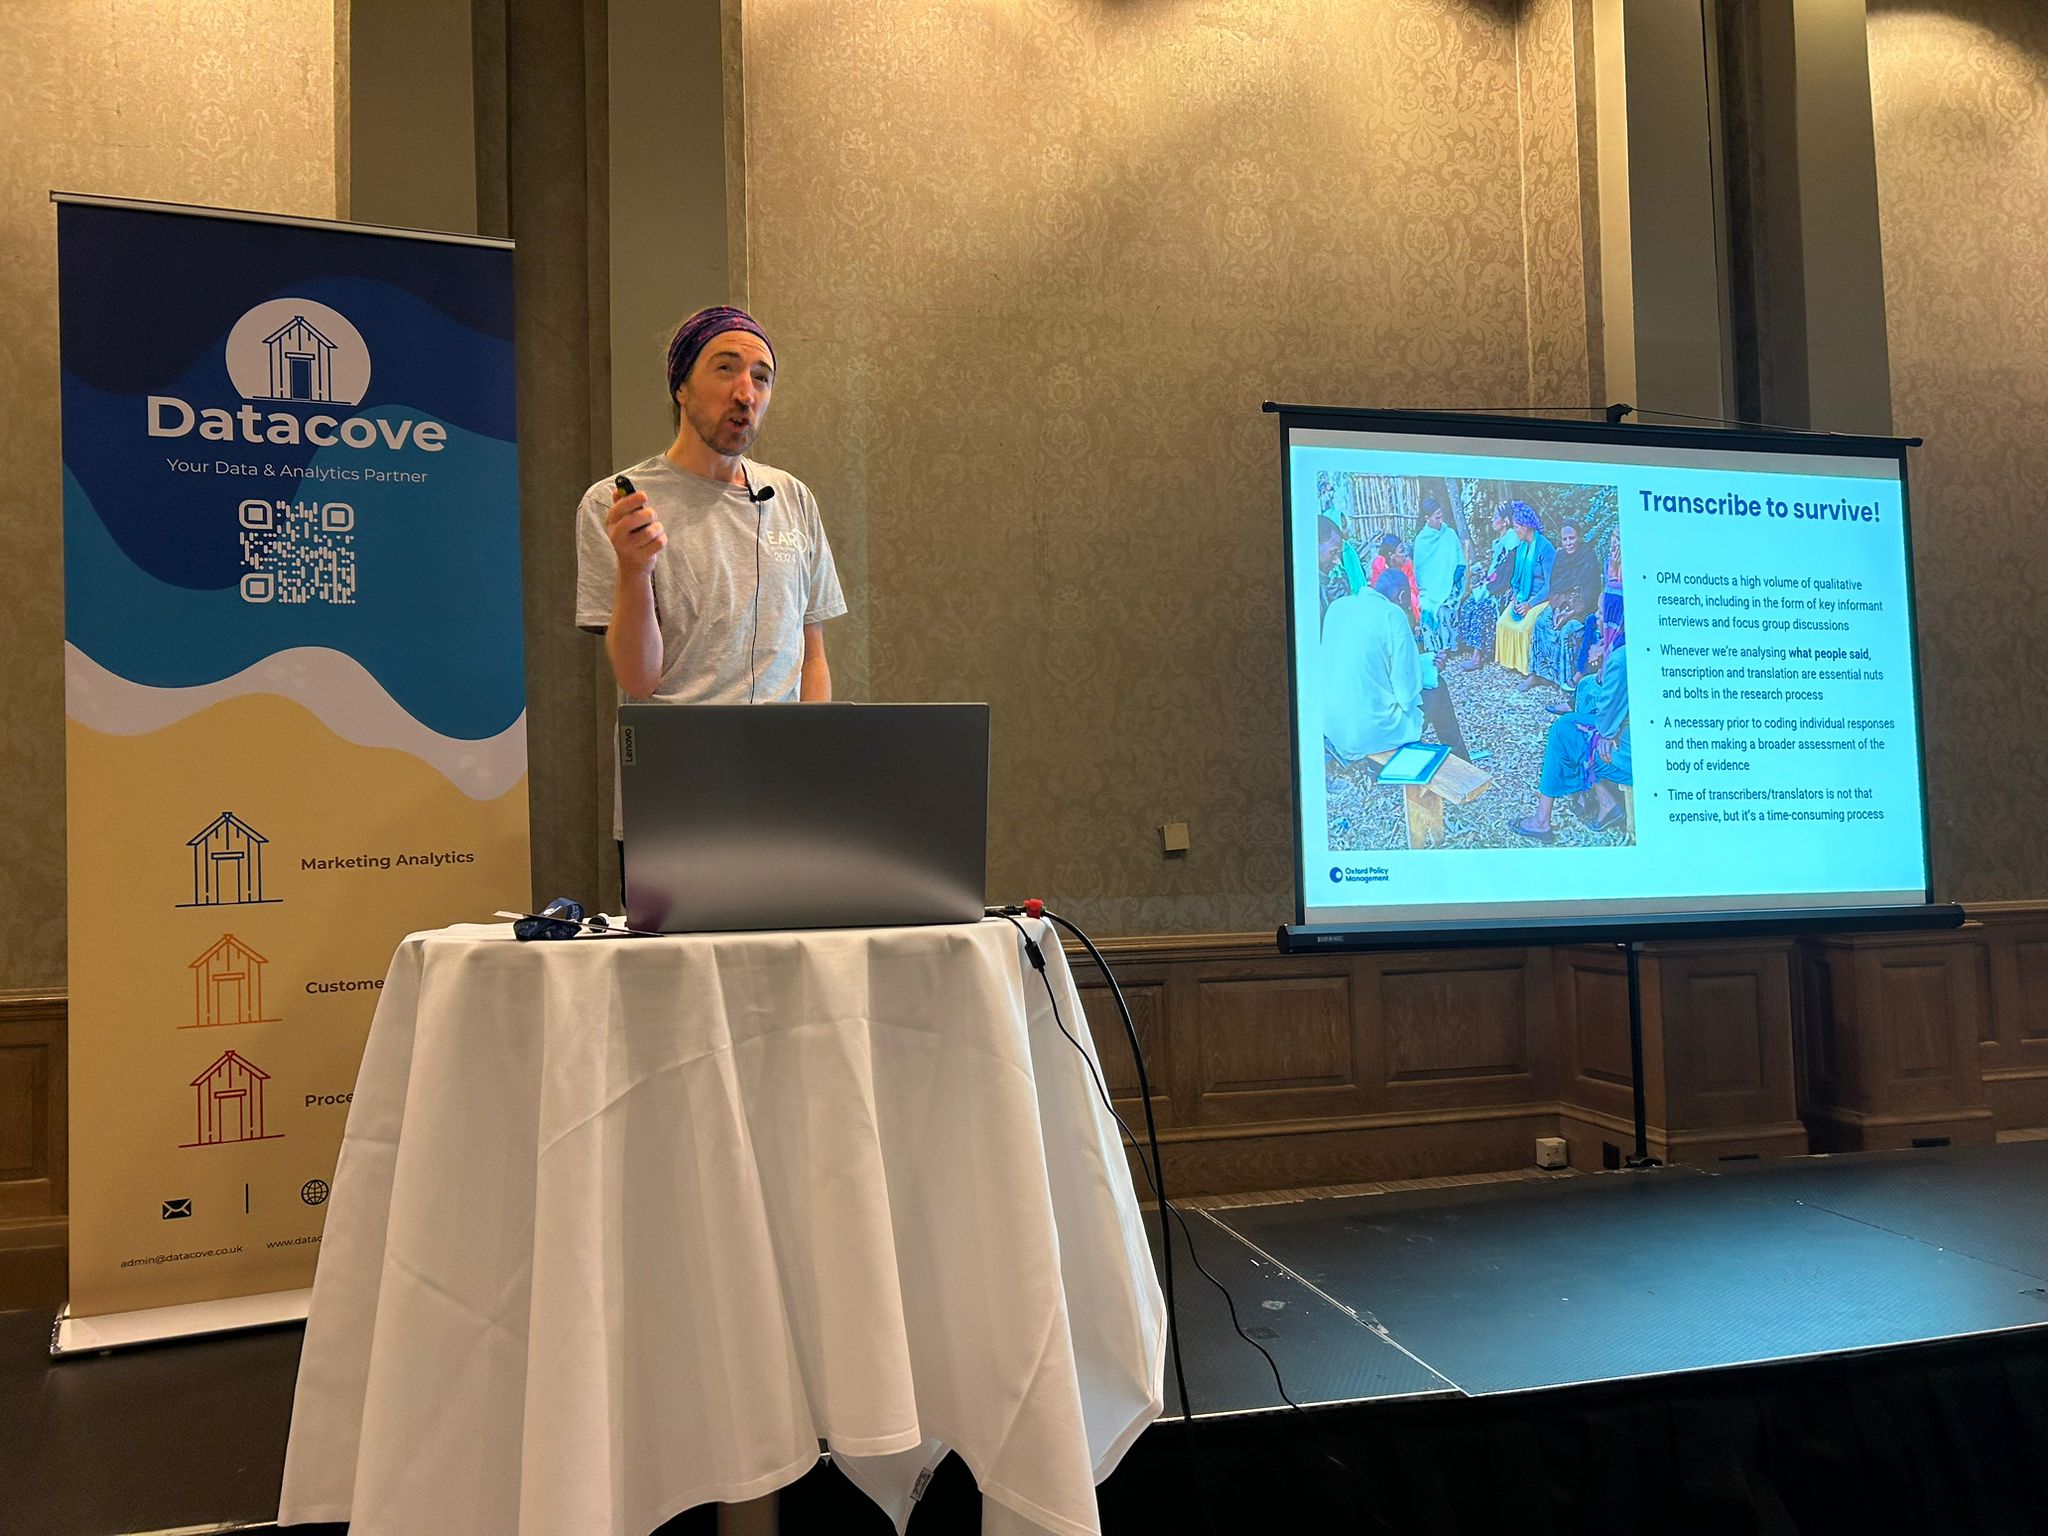 Datacove
Your Data & Analytics Partner
Marketing Analytics
Custome
Proce
admin@datacove.co.uk
www.datac
EAR
2024
Lenovo
Transcribe to survive!
• OPM conducts a high volume of qualitative
research, including in the form of key informant
interviews and focus group discussions
• Whenever we're analysing what people said,
transcription and translation are essential nuts
and bolts in the research process
• A necessary prior to coding individual responses
and then making a broader assessment of the
body of evidence
• Time of transcribers/translators is not that
expensive, but it's a time-consuming process
Oxford Policy
Management